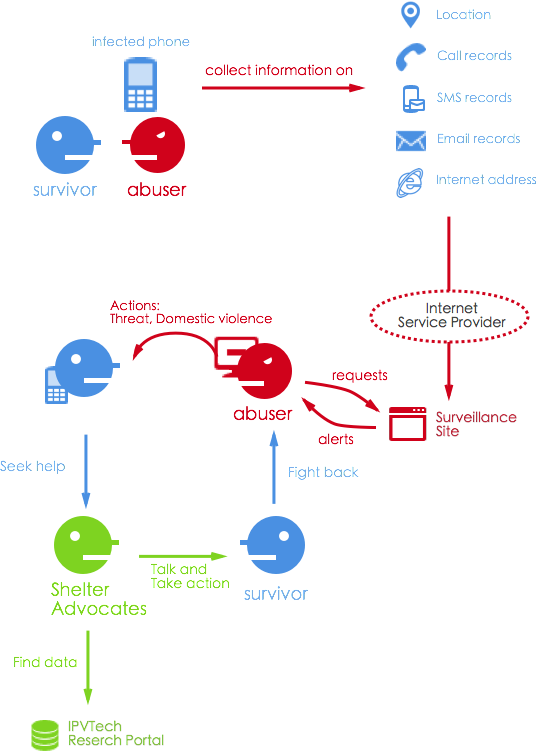 infected phone
collect information on
Location
Call records
SMS records
Email records
Internet address
survivor
abuser
Internet
Service Provider
Actions:
Threat, Domestic violence
requests
abuser
alerts
Surveillance
Site
Seek help
Fight back
Talk and
Take action
Shelter
Advocates
survivor
Find data
IPVTech
Reserch Portal